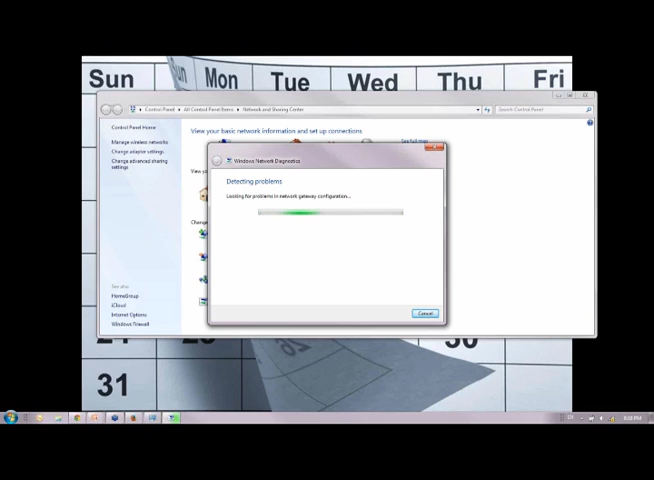 Sun Mon Tue Wed Thu Fri
Control Panel All Control Panel Items Network and Sharing Center
Search Control Panel
Control Panel Home
View your basic network information and set up connections
Manage wireless networks
See full map
Change adapter settings
Change advanced sharing
settings
Windows Network Diagnostics
Detecting problems
Looking for problems in network gateway configuration...
Cancel
See also
HomeGroup
iCloud
Internet Options
Windows Firewall
30
31